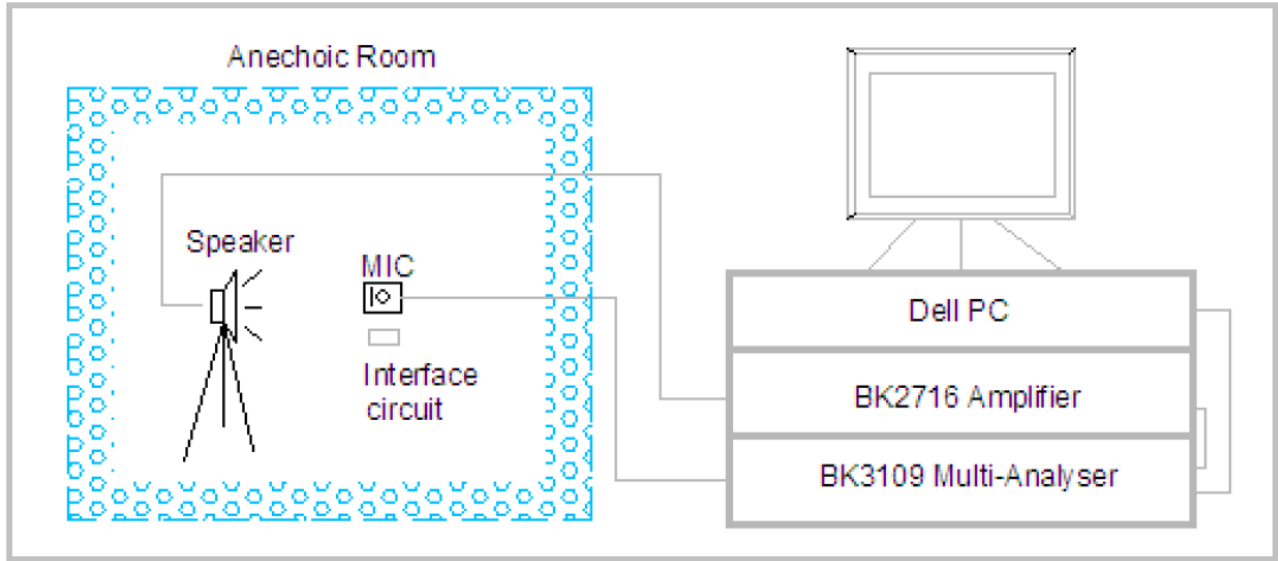 Anechoic Room
Speaker
MIC
Interface
circuit
Dell PC
BK2716 Amplifier
BK3109 Multi-Analyser